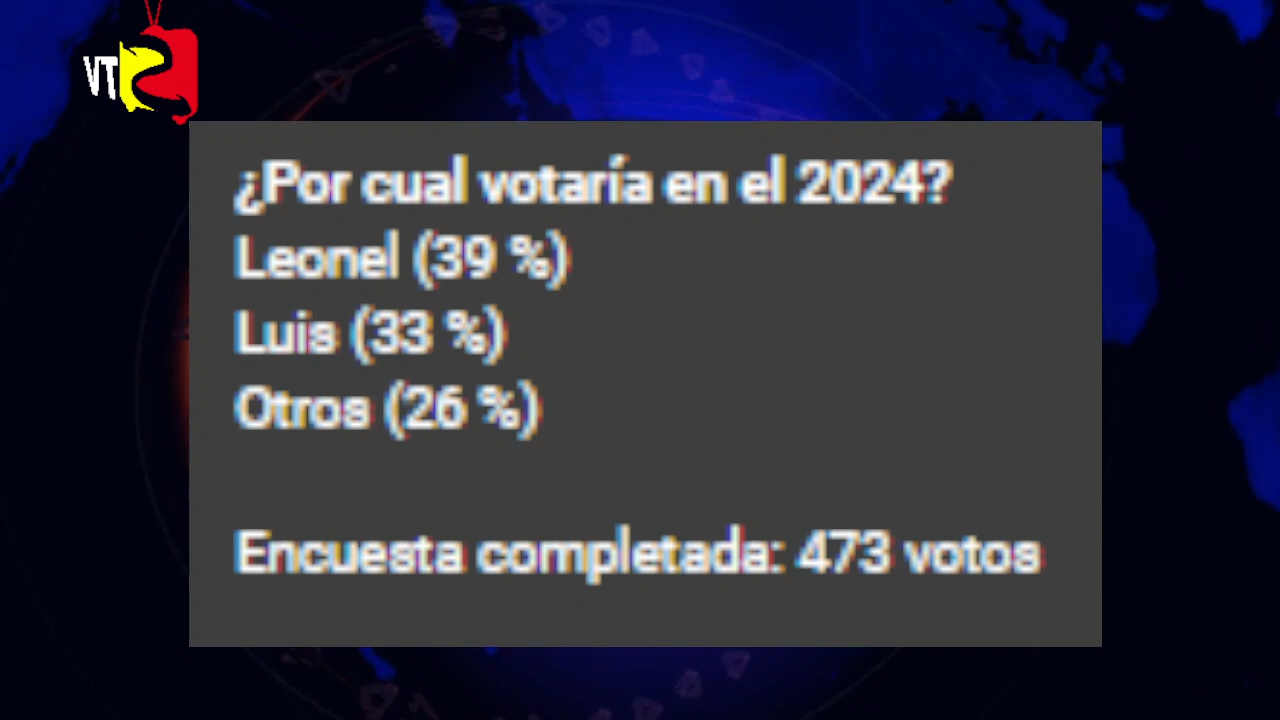 VT
¿Por cual votaría en el 2024?
Leonel (39 %)
Luis (33 %)
Otros (26 %)
Encuesta completada: 473 votos